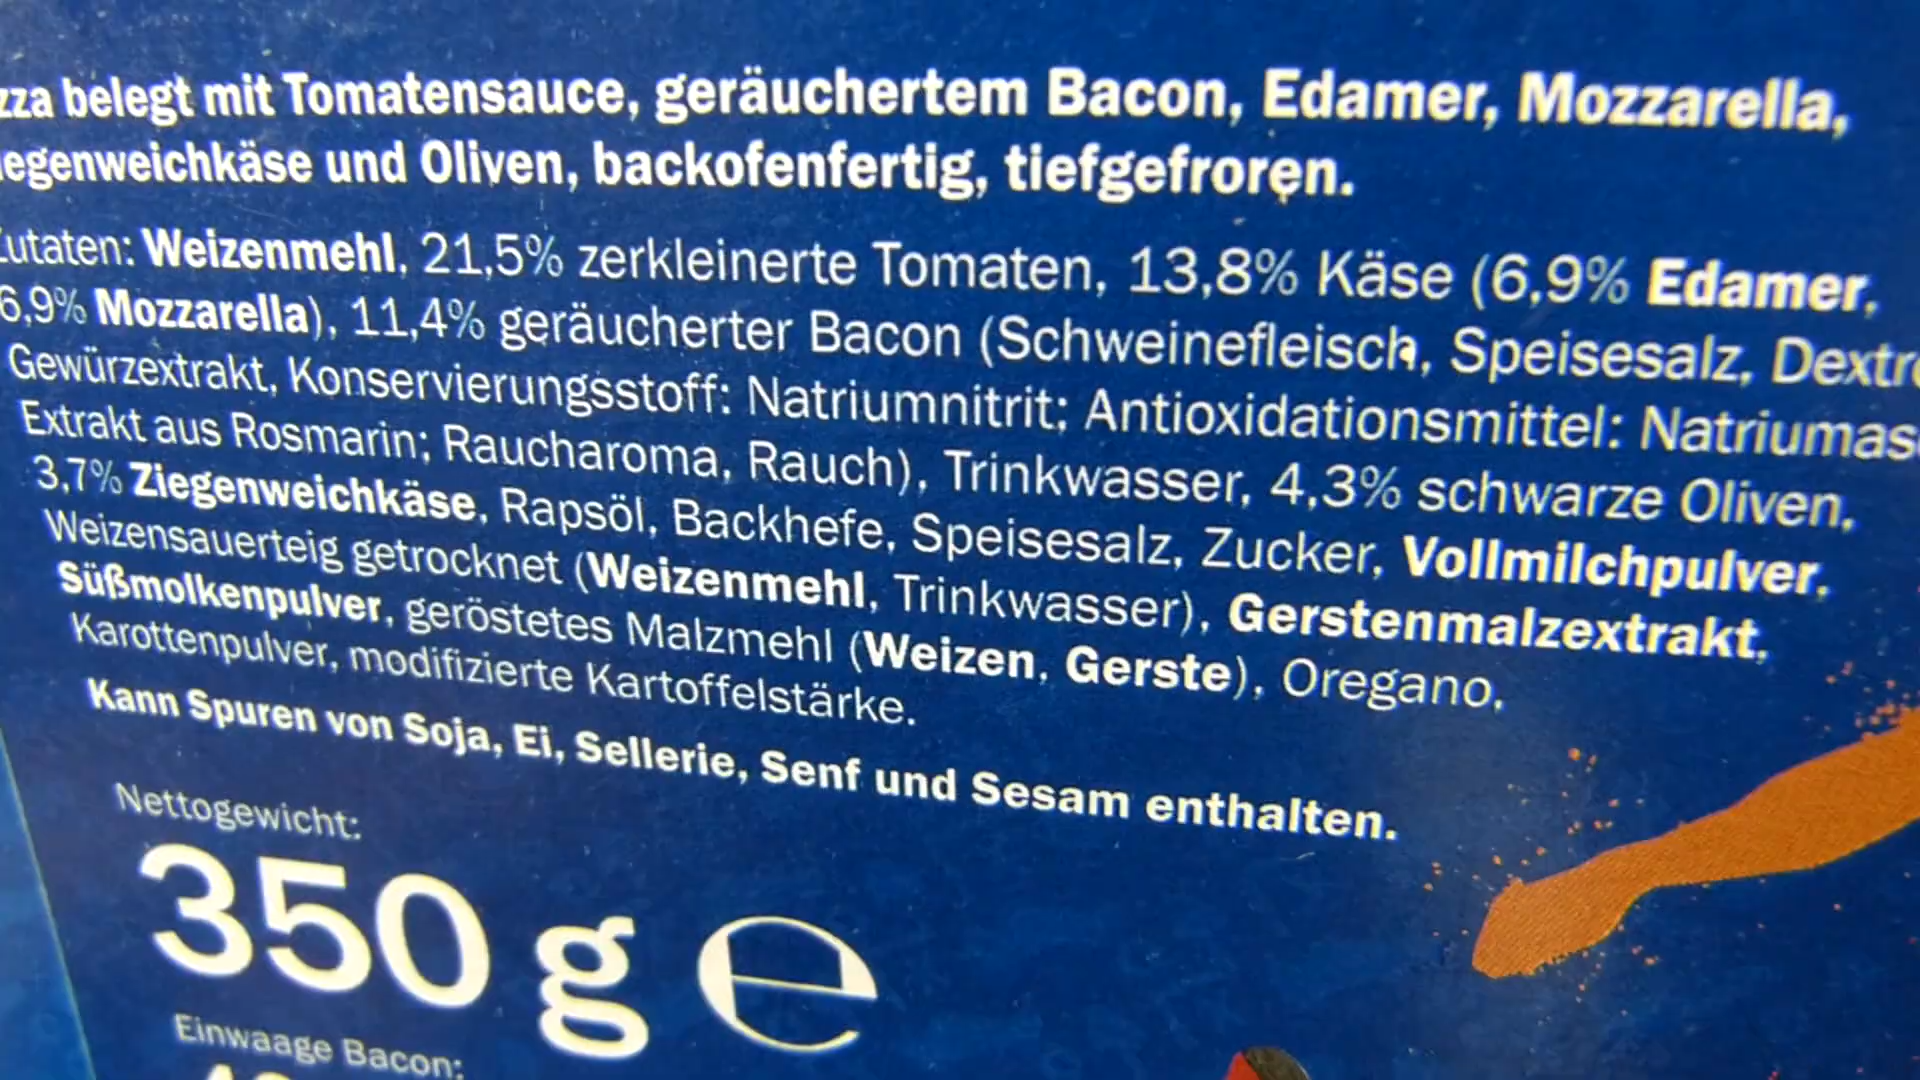 zza belegt mit Tomatensauce, geräuchertem Bacon, Edamer, Mozzarella,
iegenweichkäse und Oliven, backofenfertig, tiefgefroren.
Zutaten: Weizenmehl, 21,5% zerkleinerte Tomaten, 13,8% Käse (6,9% Edamer,
6,9% Mozzarella), 11,4% geräucherter Bacon (Schweinefleisch, Speisesalz, Dextro
Gewürzextrakt, Konservierungsstoff: Natriumnitrit; Antioxidationsmittel: Natriumas
Extrakt aus Rosmarin; Raucharoma, Rauch), Trinkwasser, 4,3% schwarze Oliven,
3,7% Ziegenweichkäse, Rapsöl, Backhefe, Speisesalz, Zucker, Vollmilchpulver,
Weizensauerteig getrocknet (Weizenmehl, Trinkwasser), Gerstenmalzextrakt,
Süßmolkenpulver, geröstetes Malzmehl (Weizen, Gerste), Oregano,
Karottenpulver, modifizierte Kartoffelstärke.
Kann Spuren von Soja, Ei, Sellerie, Senf und Sesam enthalten.
Nettogewicht:
350 g ℮
Einwaage Bacon: